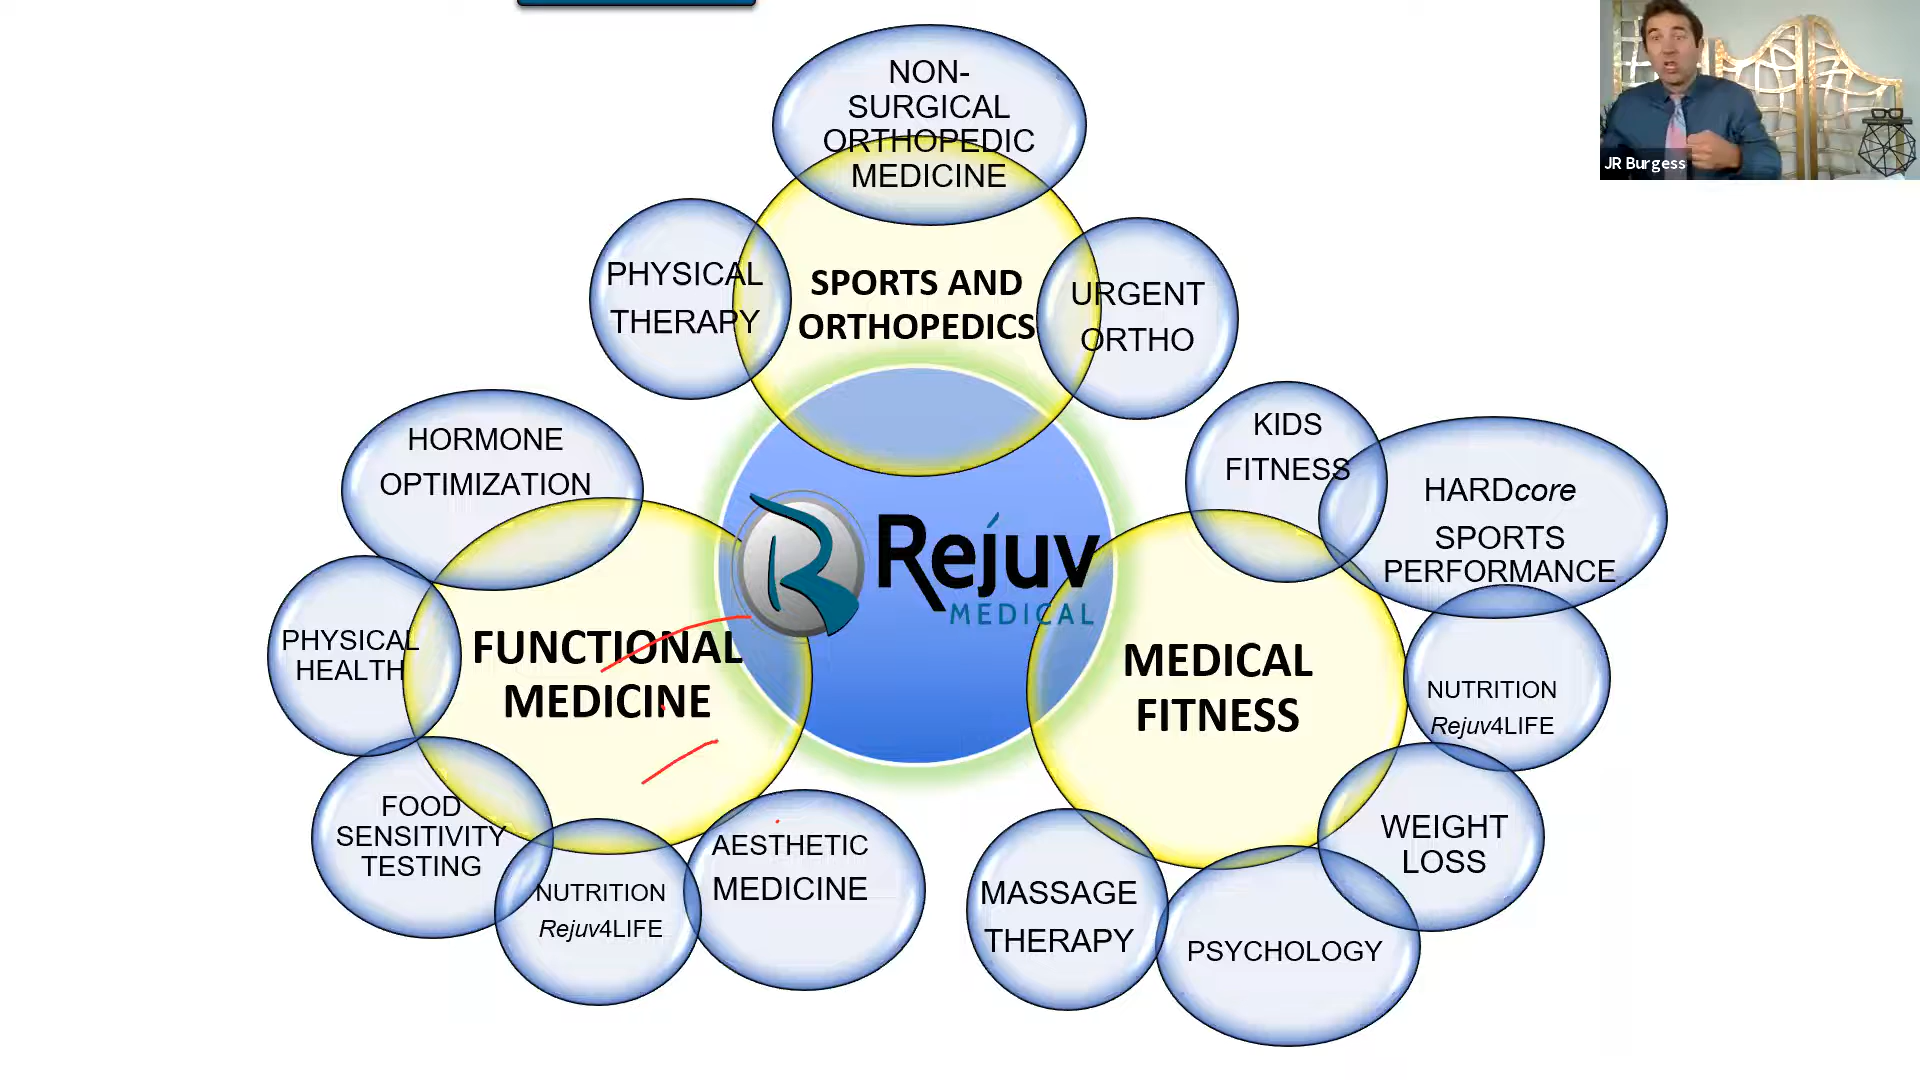 NON-
SURGICAL
ORTHOPEDIC
MEDICINE
JR Burgess
PHYSICAL
THERAPY
SPORTS AND
ORTHOPEDICS
URGENT
ORTHO
HORMONE
OPTIMIZATION
KIDS
FITNESS
HARDcore
SPORTS
PERFORMANCE
Rejuv
MEDICAL
PHYSICAL
HEALTH
FUNCTIONAL
MEDICINE
MEDICAL
FITNESS
NUTRITION
Rejuv4LIFE
FOOD
SENSITIVITY
TESTING
NUTRITION
Rejuv4LIFE
AESTHETIC
MEDICINE
WEIGHT
LOSS
MASSAGE
THERAPY
PSYCHOLOGY